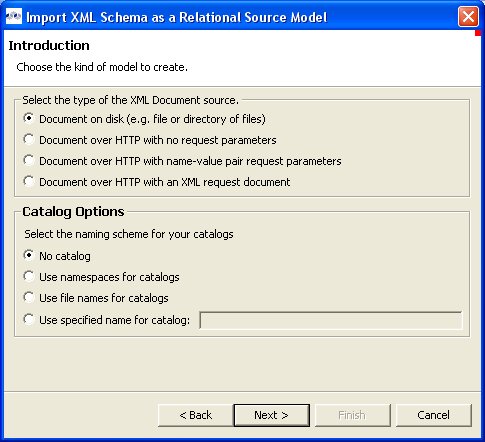 Import XML Schema as a Relational Source Model
Introduction
Choose the kind of model to create.
Select the type of the XML Document source.
Document on disk (e.g. file or directory of files)
Document over HTTP with no request parameters
Document over HTTP with name-value pair request parameters
Document over HTTP with an XML request document
Catalog Options
Select the naming scheme for your catalogs
No catalog
Use namespaces for catalogs
Use file names for catalogs
Use specified name for catalog:
< Back Next > Finish Cancel